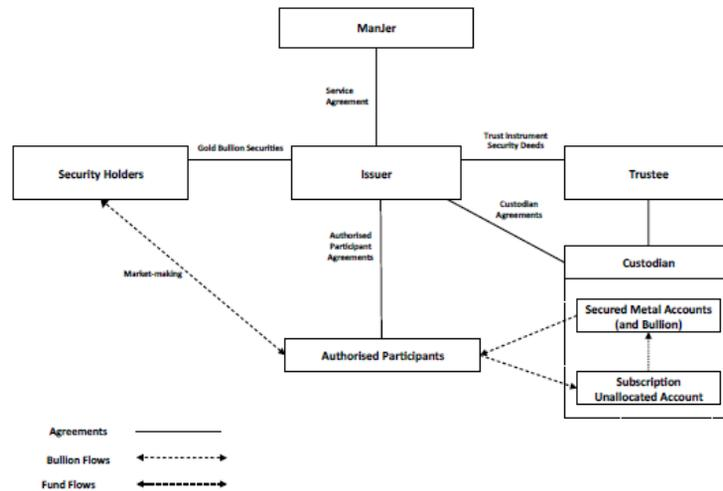 ManJer
Service
Agreement
Gold Bullion Securities
Trust Instrument
Security Deeds
Security Holders
Issuer
Trustee
Custodian
Agreements
Authorised
Participant
Agreements
Custodian
Market-making
Secured Metal Accounts
(and Bullion)
Authorised Participants
Subscription
Unallocated Account
Agreements
Bullion Flows
Fund Flows